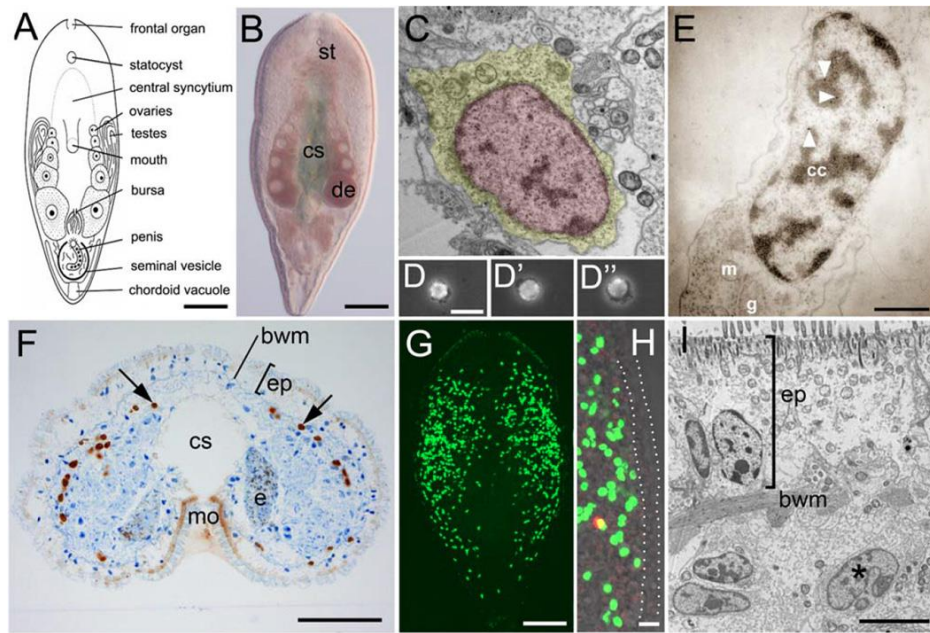 A
frontal organ
statocyst
central syncytium
ovaries
testes
mouth
bursa
penis
seminal vesicle
chordoid vacuole
B
st
cs
de
C
D
D'
D"
E
cc
m
g
F
bwm
ep
cs
e
mo
G
H
I
ep
bwm
*